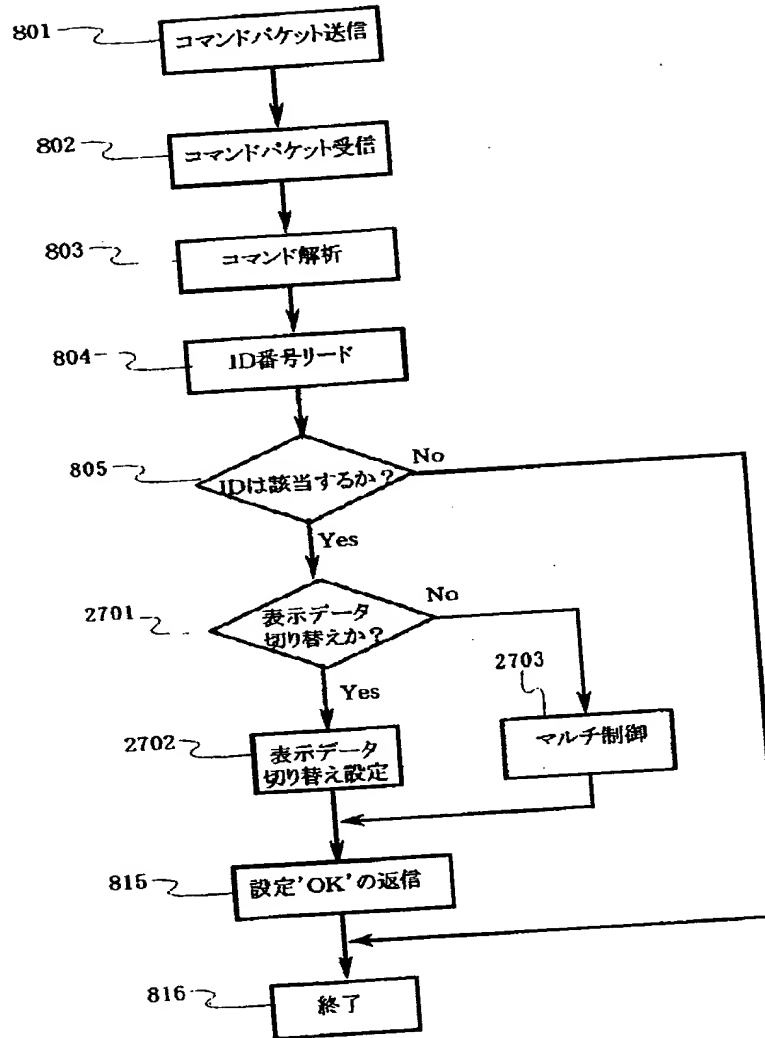 801
コマンドパケット送信
802
コマンドパケット受信
803
コマンド解析
804
ID番号リード
805
IDは該当するか?
No
Yes
2701
表示データ
切り替えか?
No
Yes
2703
マルチ制御
2702
表示データ
切り替え設定
815
設定'OK'の返信
816
終了